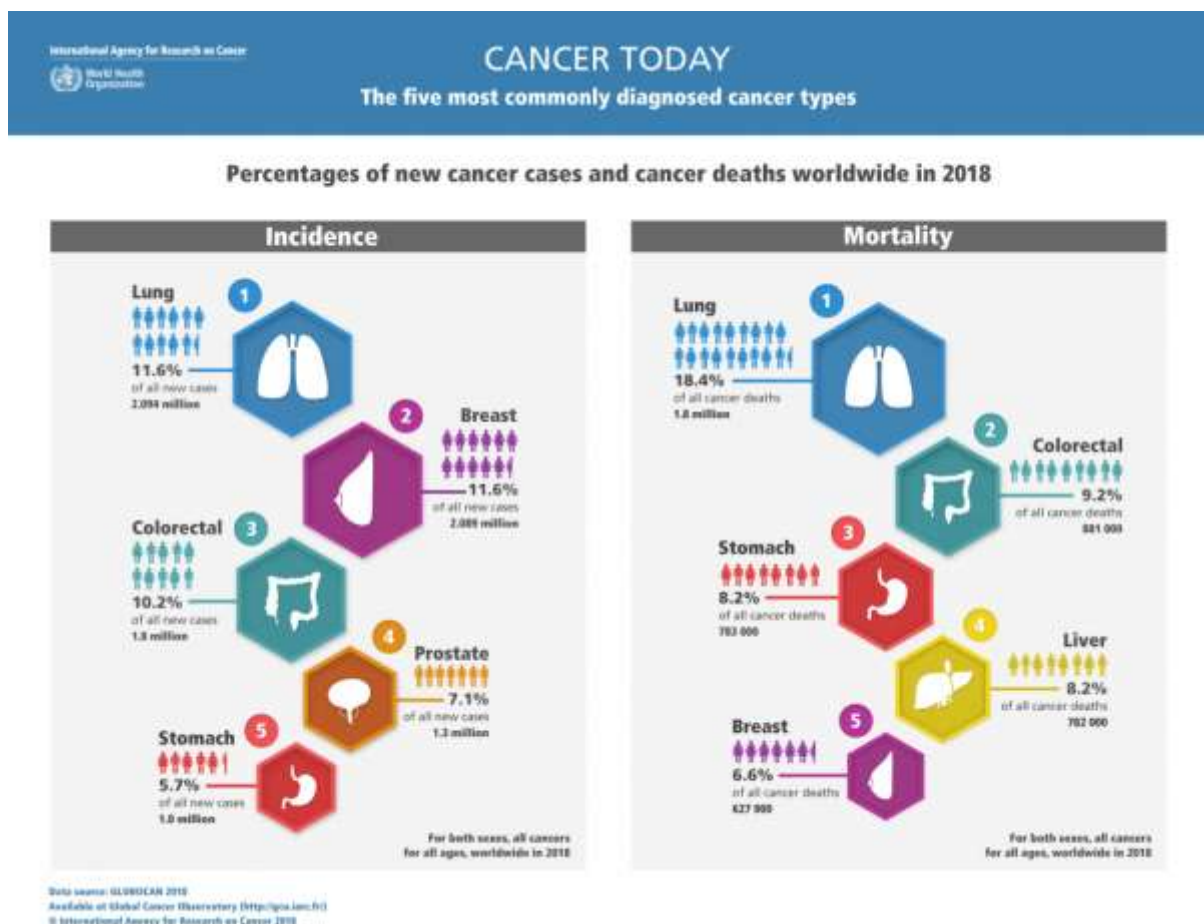 International Agency for Research on Cancer
World Health
Organization
CANCER TODAY
The five most commonly diagnosed cancer types
Percentages of new cancer cases and cancer deaths worldwide in 2018
Incidence
Lung
1
11.6%
of all new cases
2.094 million
2
Breast
11.6%
of all new cases
2.089 million
Colorectal
3
10.2%
of all new cases
1.8 million
4
Prostate
7.1%
of all new cases
1.3 million
Stomach
5
5.7%
of all new cases
1.0 million
For both sexes, all cancers
for all ages, worldwide in 2018
Mortality
Lung
1
18.4%
of all cancer deaths
1.8 million
2
Colorectal
9.2%
of all cancer deaths
881 000
Stomach
3
8.2%
of all cancer deaths
783 000
4
Liver
8.2%
of all cancer deaths
782 000
Breast
5
6.6%
of all cancer deaths
627 000
For both sexes, all cancers
for all ages, worldwide in 2018
Data source: GLOBOCAN 2018
Available at Global Cancer Observatory (http://gco.iarc.fr/)
© International Agency for Research on Cancer 2018